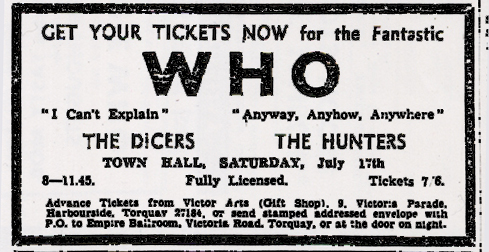 GET YOUR TICKETS NOW for the Fantastic
WHO
"I Can't Explain" "Anyway, Anyhow, Anywhere"
THE DICERS THE HUNTERS
TOWN HALL, SATURDAY, July 17th
8—11.45. Fully Licensed. Tickets 7/6.
Advance Tickets from Victor Arts (Gift Shop), 9, Victoria Parade,
Harbourside, Torquay 27184, or send stamped addressed envelope with
P.O. to Empire Ballroom, Victoria Road, Torquay, or at the door on night.